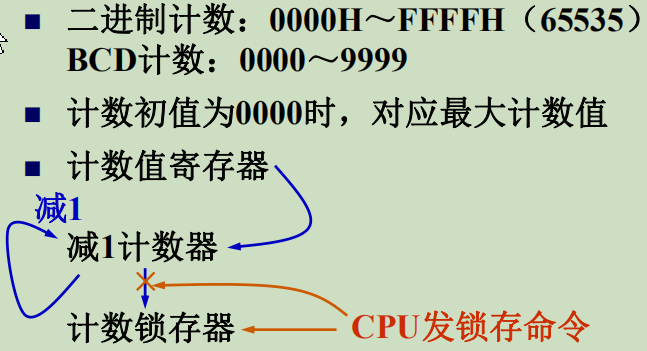 ■ 二进制计数：0000H～FFFFH（65535）
BCD计数：0000～9999
■ 计数初值为0000时，对应最大计数值
■ 计数值寄存器
减1
减1计数器
计数锁存器
CPU发锁存命令